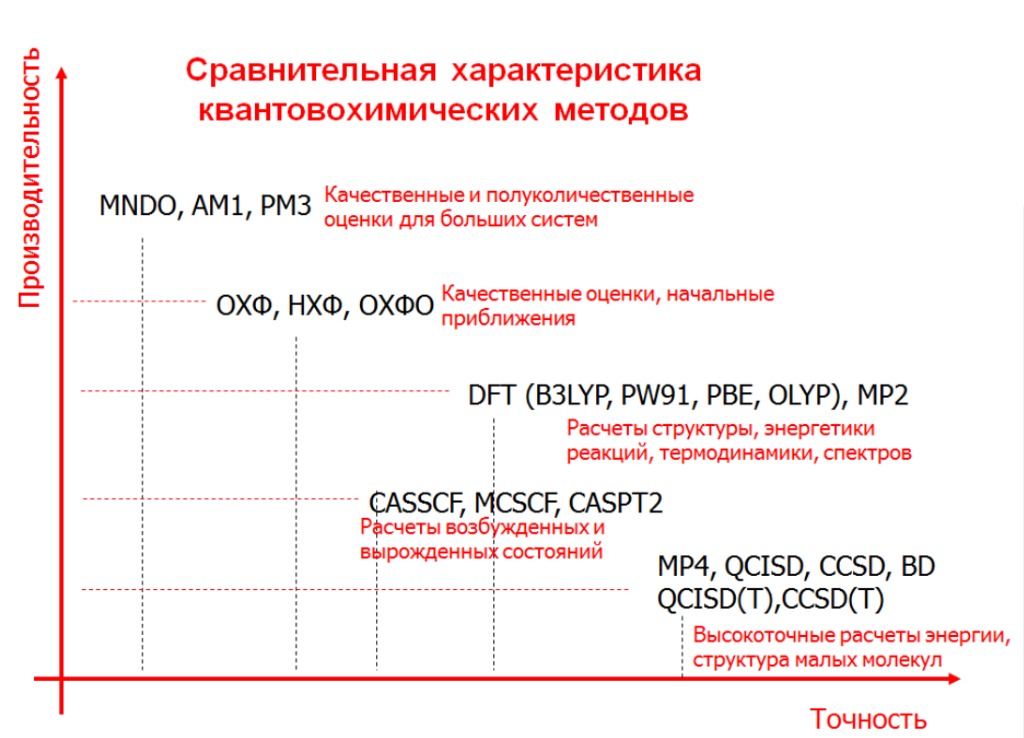 Сравнительная характеристика
квантовохимических методов
Производительность
MNDO, AM1, PM3
Качественные и полуколичественные
оценки для больших систем
ОХФ, НХФ, ОХФО
Качественные оценки, начальные
приближения
DFT (B3LYP, PW91, PBE, OLYP), MP2
Расчеты структуры, энергетики
реакций, термодинамики, спектров
CASSCF, MCSCF, CASPT2
Расчеты возбужденных и
вырожденных состояний
MP4, QCISD, CCSD, BD
QCISD(T),CCSD(T)
Высокоточные расчеты энергии,
структура малых молекул
Точность